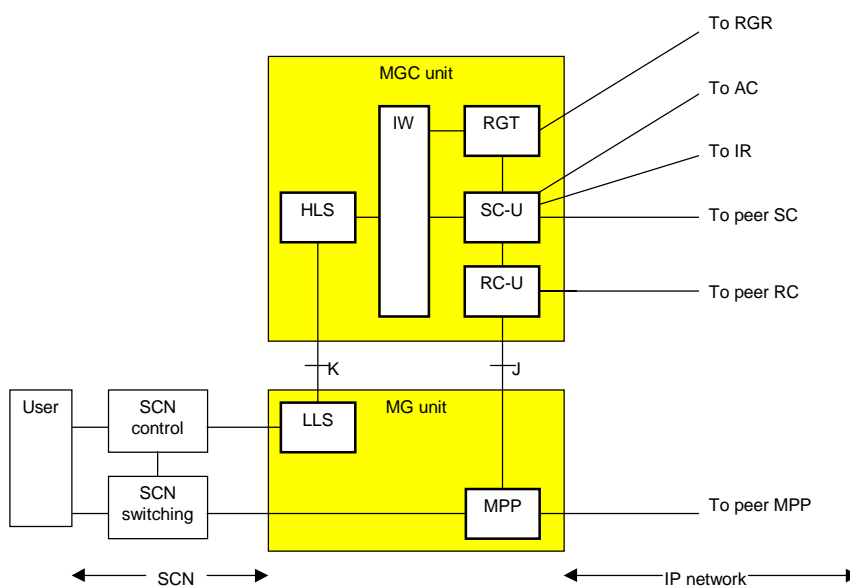 To RGR
MGC unit
To AC
IW
RGT
To IR
HLS
SC-U
To peer SC
RC-U
To peer RC
K
J
User
SCN
control
MG unit
LLS
SCN
switching
MPP
To peer MPP
SCN
IP network